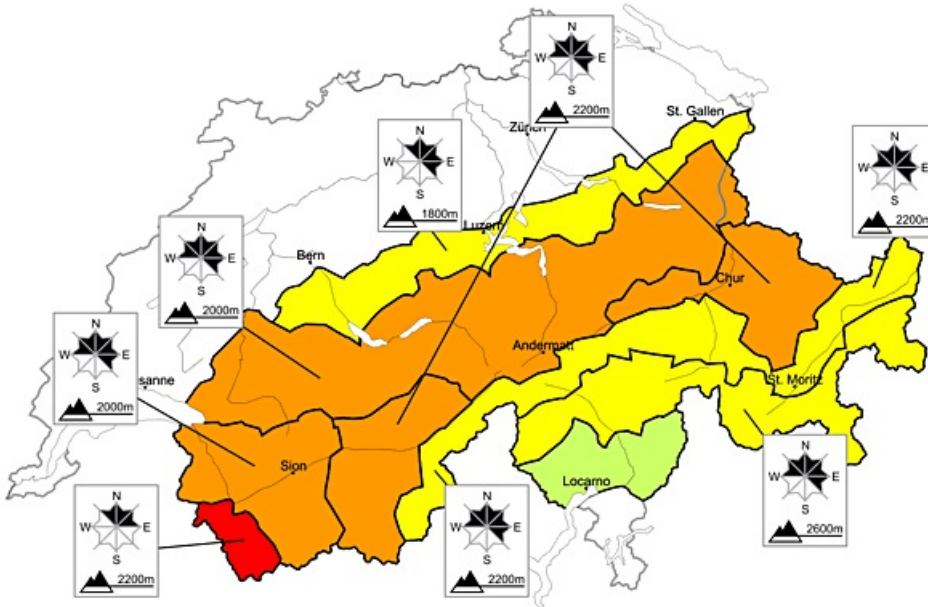 N
W E
S
2200m
St. Gallen
Zürich
N
W E
S
1800m
Luzern
N
W E
S
2200m
Bern
N
W E
S
2000m
Chur
Andermatt
N
W E
S
2000m
sanne
St. Moritz
Sion
Locarno
N
W E
S
2600m
N
W E
S
2200m
N
W E
S
2200m